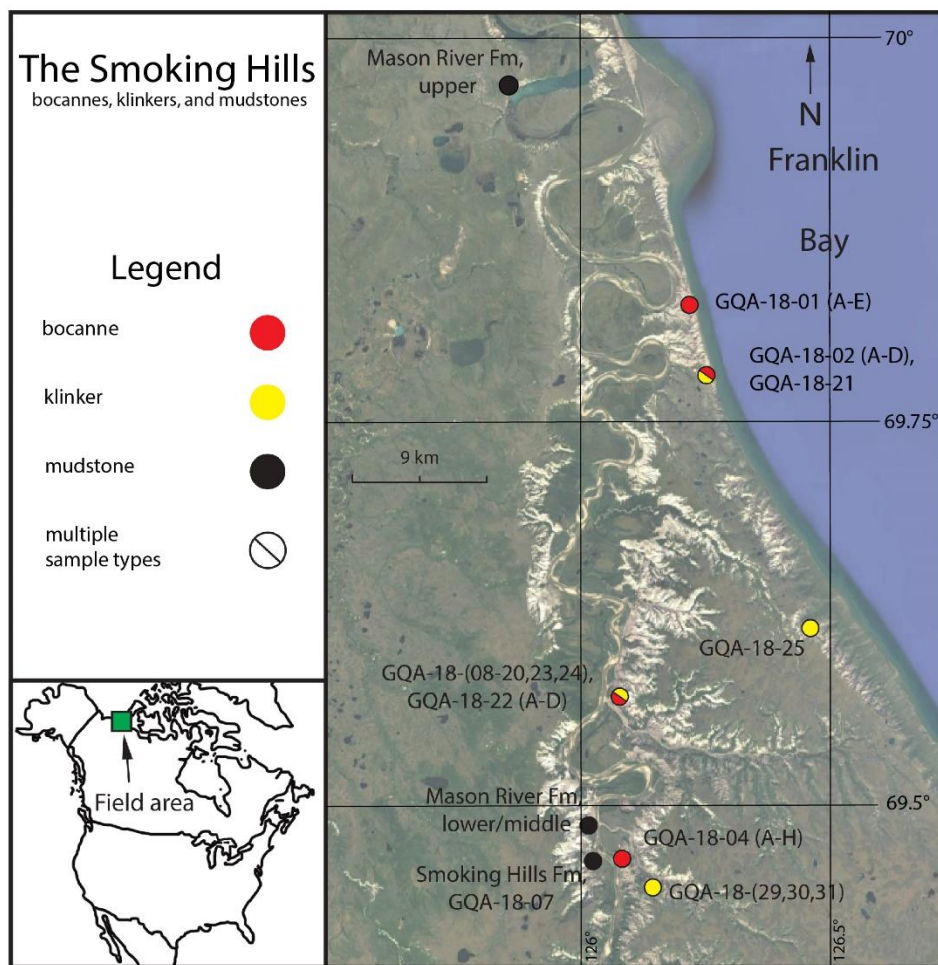 The Smoking Hills
bocannes, klinkers, and mudstones
Legend
bocanne
klinker
mudstone
multiple
sample types
Field area
Mason River Fm,
upper
70°
N
Franklin
Bay
GQA-18-01 (A-E)
GQA-18-02 (A-D),
GQA-18-21
69.75°
9 km
GQA-18-25
GQA-18-(08-20,23,24),
GQA-18-22 (A-D)
69.5°
Mason River Fm,
lower/middle
GQA-18-04 (A-H)
Smoking Hills Fm,
GQA-18-07
GQA-18-(29,30,31)
126°
126.5°